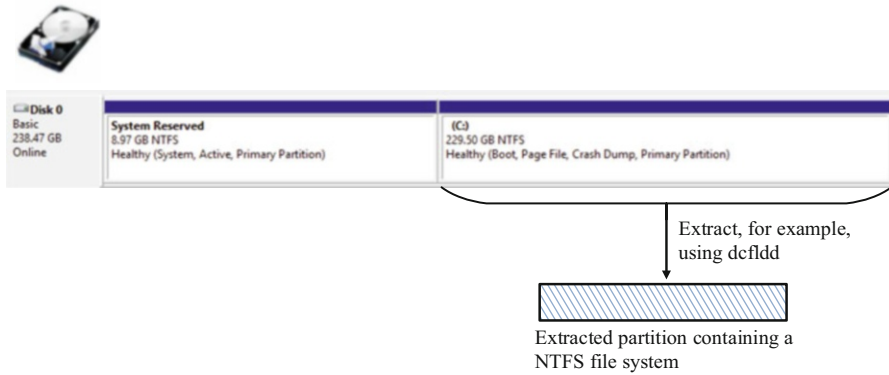 Disk 0
Basic
238.47 GB
Online
System Reserved
8.97 GB NTFS
Healthy (System, Active, Primary Partition)
(C:)
229.50 GB NTFS
Healthy (Boot, Page File, Crash Dump, Primary Partition)
Extract, for example,
using dcfldd
Extracted partition containing a
NTFS file system